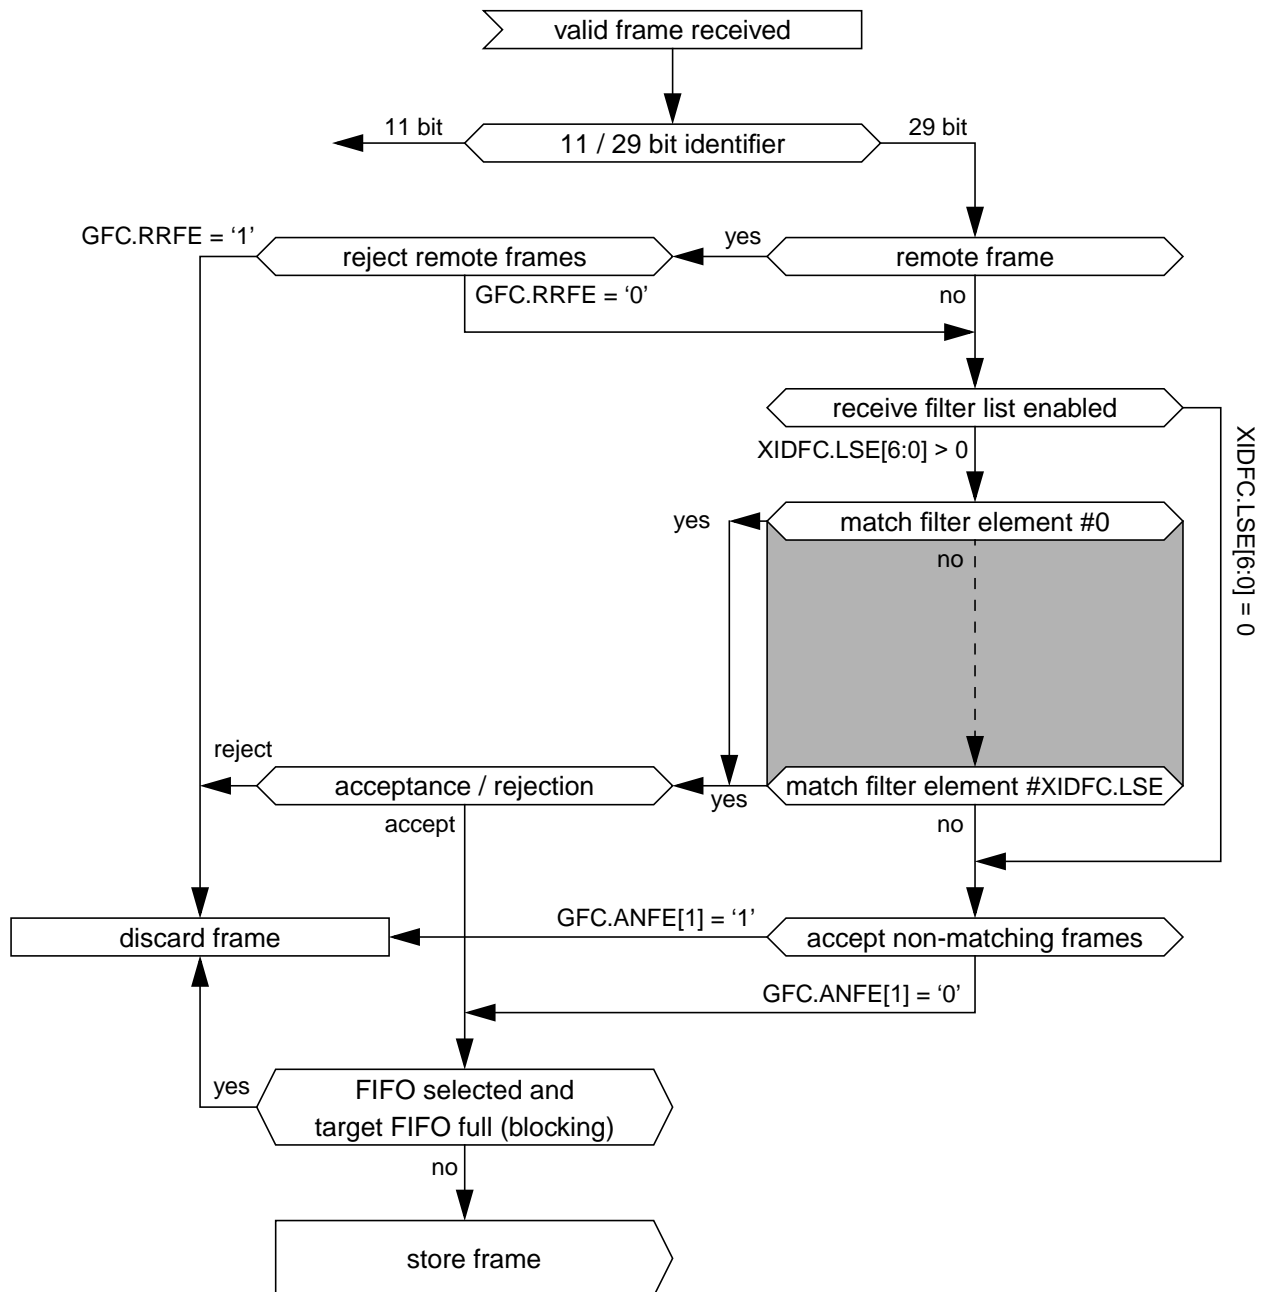 valid frame received
11 bit
11 / 29 bit identifier
29 bit
GFC.RRFE = ‘1’
reject remote frames
yes
remote frame
GFC.RRFE = ‘0’
no
receive filter list enabled
XIDFC.LSE[6:0] > 0
XIDFC.LSE[6:0] = 0
yes
match filter element #0
no
reject
acceptance / rejection
yes
match filter element #XIDFC.LSE
accept
no
discard frame
GFC.ANFE[1] = ‘1’
accept non-matching frames
GFC.ANFE[1] = ‘0’
yes
FIFO selected and
target FIFO full (blocking)
no
store frame